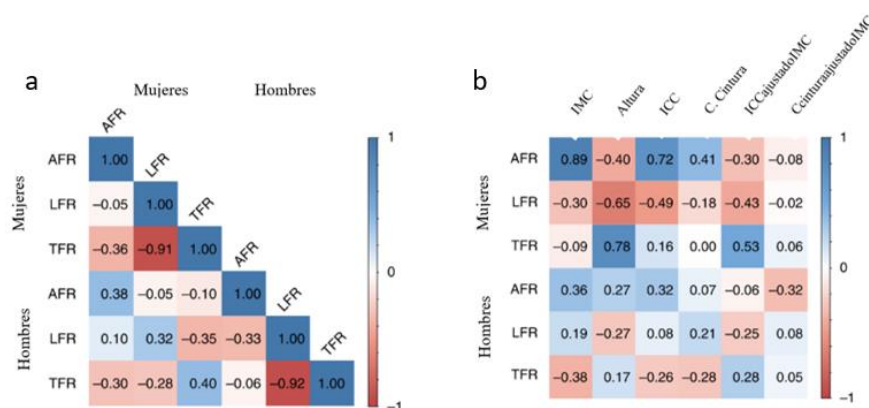 a
Mujeres Hombres
AFR
LFR
TFR
AFR
LFR
TFR
Mujeres
Hombres
AFR 1.00
LFR −0.05 1.00
TFR −0.36 −0.91 1.00
AFR 0.38 −0.05 −0.10 1.00
LFR 0.10 0.32 −0.35 −0.33 1.00
TFR −0.30 −0.28 0.40 −0.06 −0.92 1.00
1
0
−1
b
IMC
Altura
ICC
C. Cintura
ICCajustadoIMC
CcinturaajustadoIMC
Mujeres
Hombres
AFR 0.89 −0.40 0.72 0.41 −0.30 −0.08
LFR −0.30 −0.65 −0.49 −0.18 −0.43 −0.02
TFR −0.09 0.78 0.16 0.00 0.53 0.06
AFR 0.36 0.27 0.32 0.07 −0.06 −0.32
LFR 0.19 −0.27 0.08 0.21 −0.25 0.08
TFR −0.38 0.17 −0.26 −0.28 0.28 0.05
1
0
−1